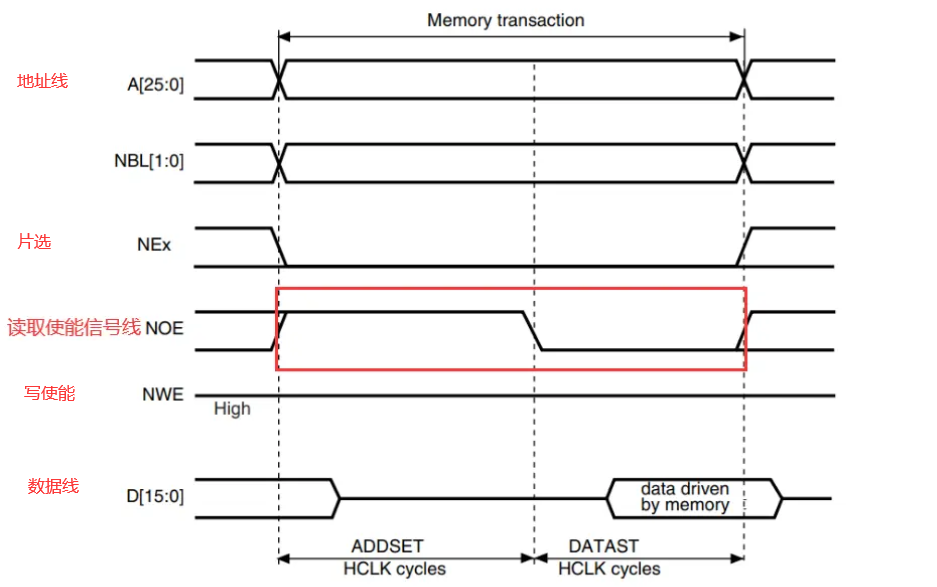 Memory transaction
地址线 A[25:0]
NBL[1:0]
片选 NEx
读取使能信号线 NOE
写使能 NWE
High
数据线 D[15:0]
data driven
by memory
ADDSET DATAST
HCLK cycles HCLK cycles